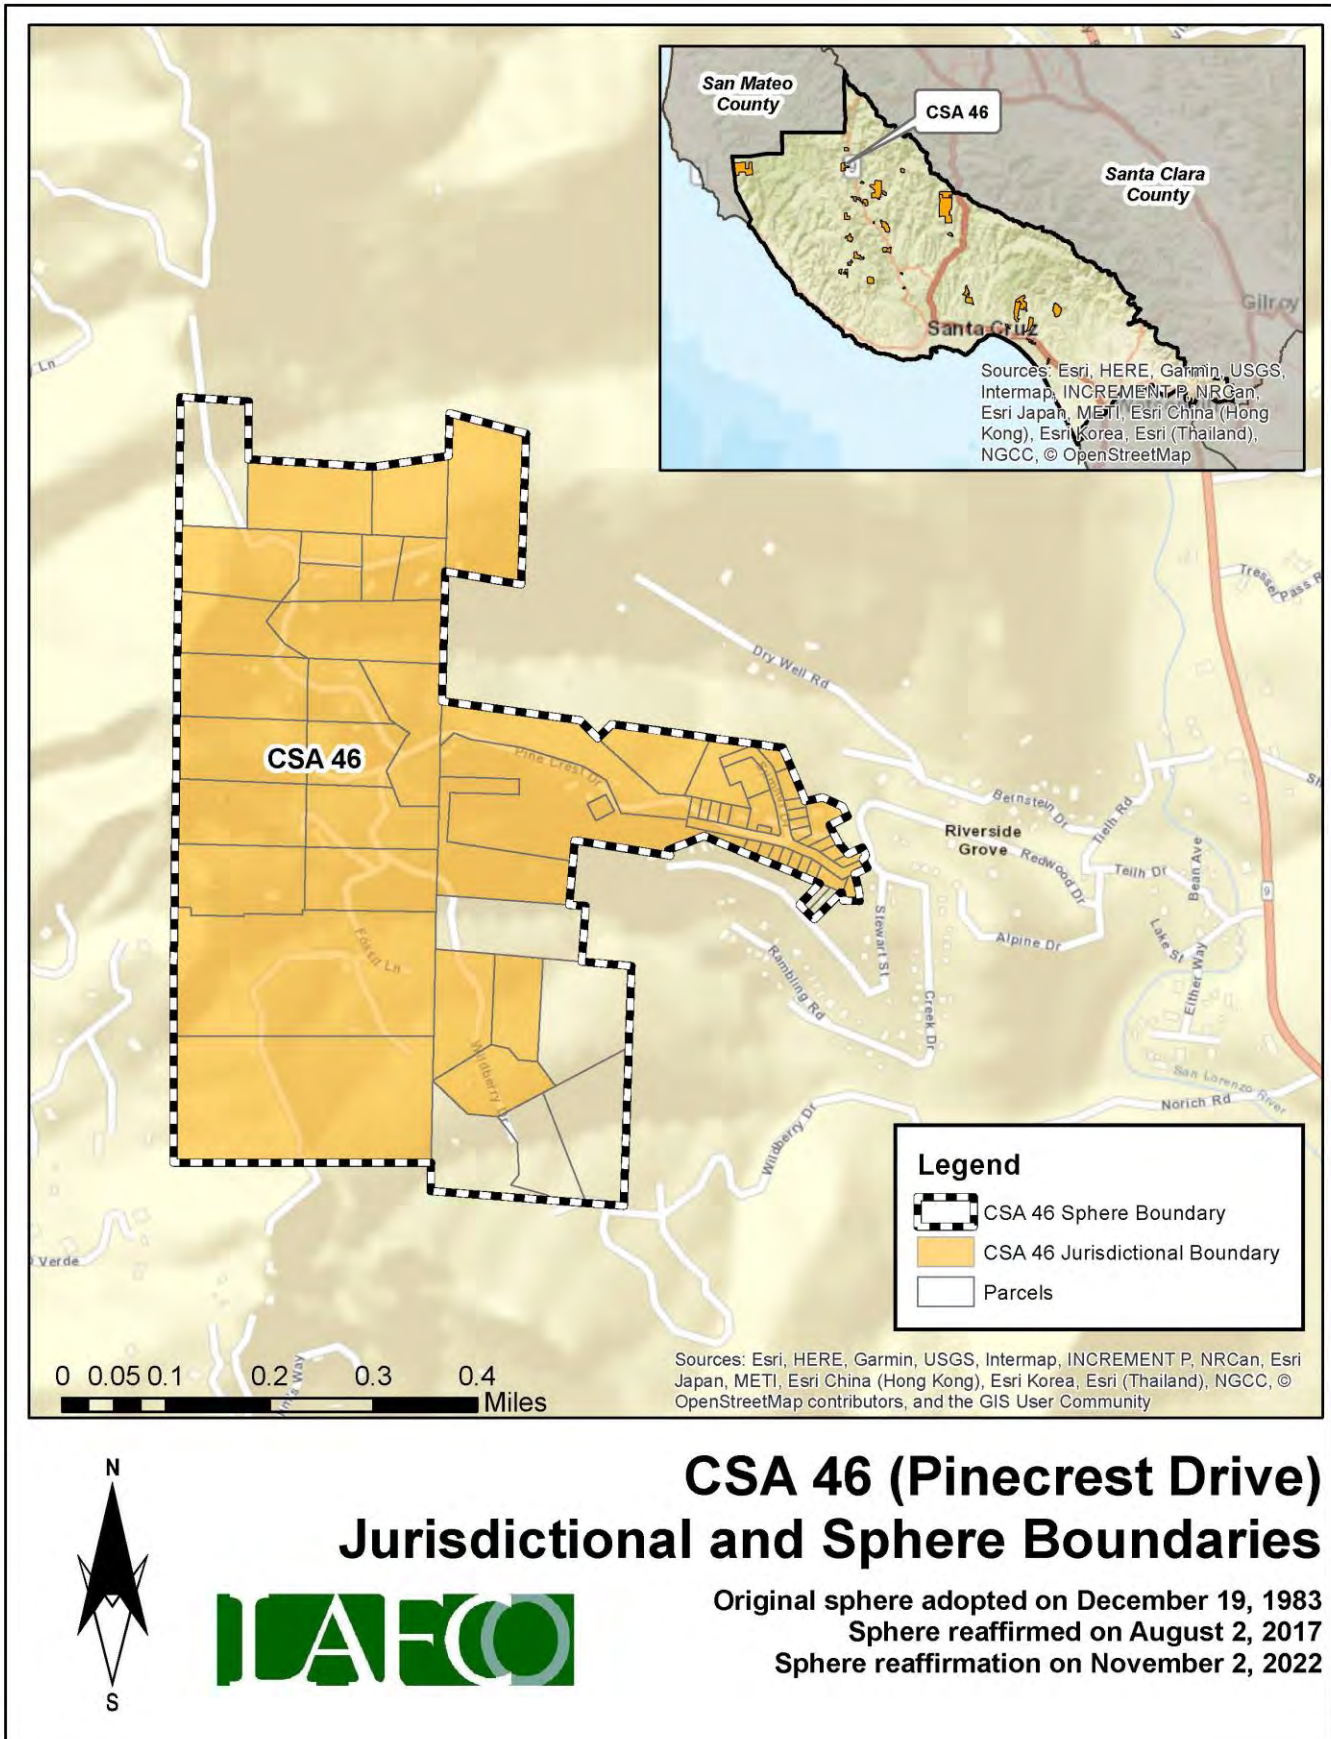 San Mateo
County
CSA 46
Santa Clara
County
Gilroy
Santa Cruz
Sources: Esri, HERE, Garmin, USGS,
Intermap, INCREMENT P, NRCan,
Esri Japan, METI, Esri China (Hong
Kong), Esri Korea, Esri (Thailand),
NGCC, © OpenStreetMap
Ln
Tresse Pass R
Dry Well Rd
CSA 46
Pine Crest Dr
Bernstein Dr
Tielh Rd
Riverside
Grove
Redwood Dr
Teilh Dr
Bean Ave
9
Stewart St
Alpine Dr
Lake St
Either Way
Fossil Ln
Rambling Rd
Creek Dr
Wildberry Dr
San Lorenzo River
Norich Rd
Wildberry Dr
Verde
Legend
CSA 46 Sphere Boundary
CSA 46 Jurisdictional Boundary
Parcels
0 0.05 0.1 0.2 0.3 0.4
Miles
m's Way
Sources: Esri, HERE, Garmin, USGS, Intermap, INCREMENT P, NRCan, Esri
Japan, METI, Esri China (Hong Kong), Esri Korea, Esri (Thailand), NGCC, ©
OpenStreetMap contributors, and the GIS User Community
N
S
CSA 46 (Pinecrest Drive)
Jurisdictional and Sphere Boundaries
LAFCO
Original sphere adopted on December 19, 1983
Sphere reaffirmed on August 2, 2017
Sphere reaffirmation on November 2, 2022